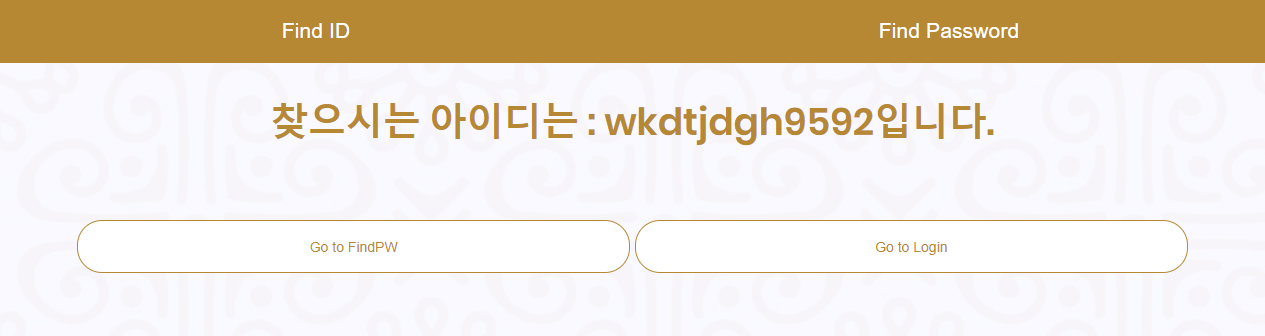 Find ID
Find Password
찾으시는 아이디는 : wkdtjdgh9592입니다.
Go to FindPW
Go to Login